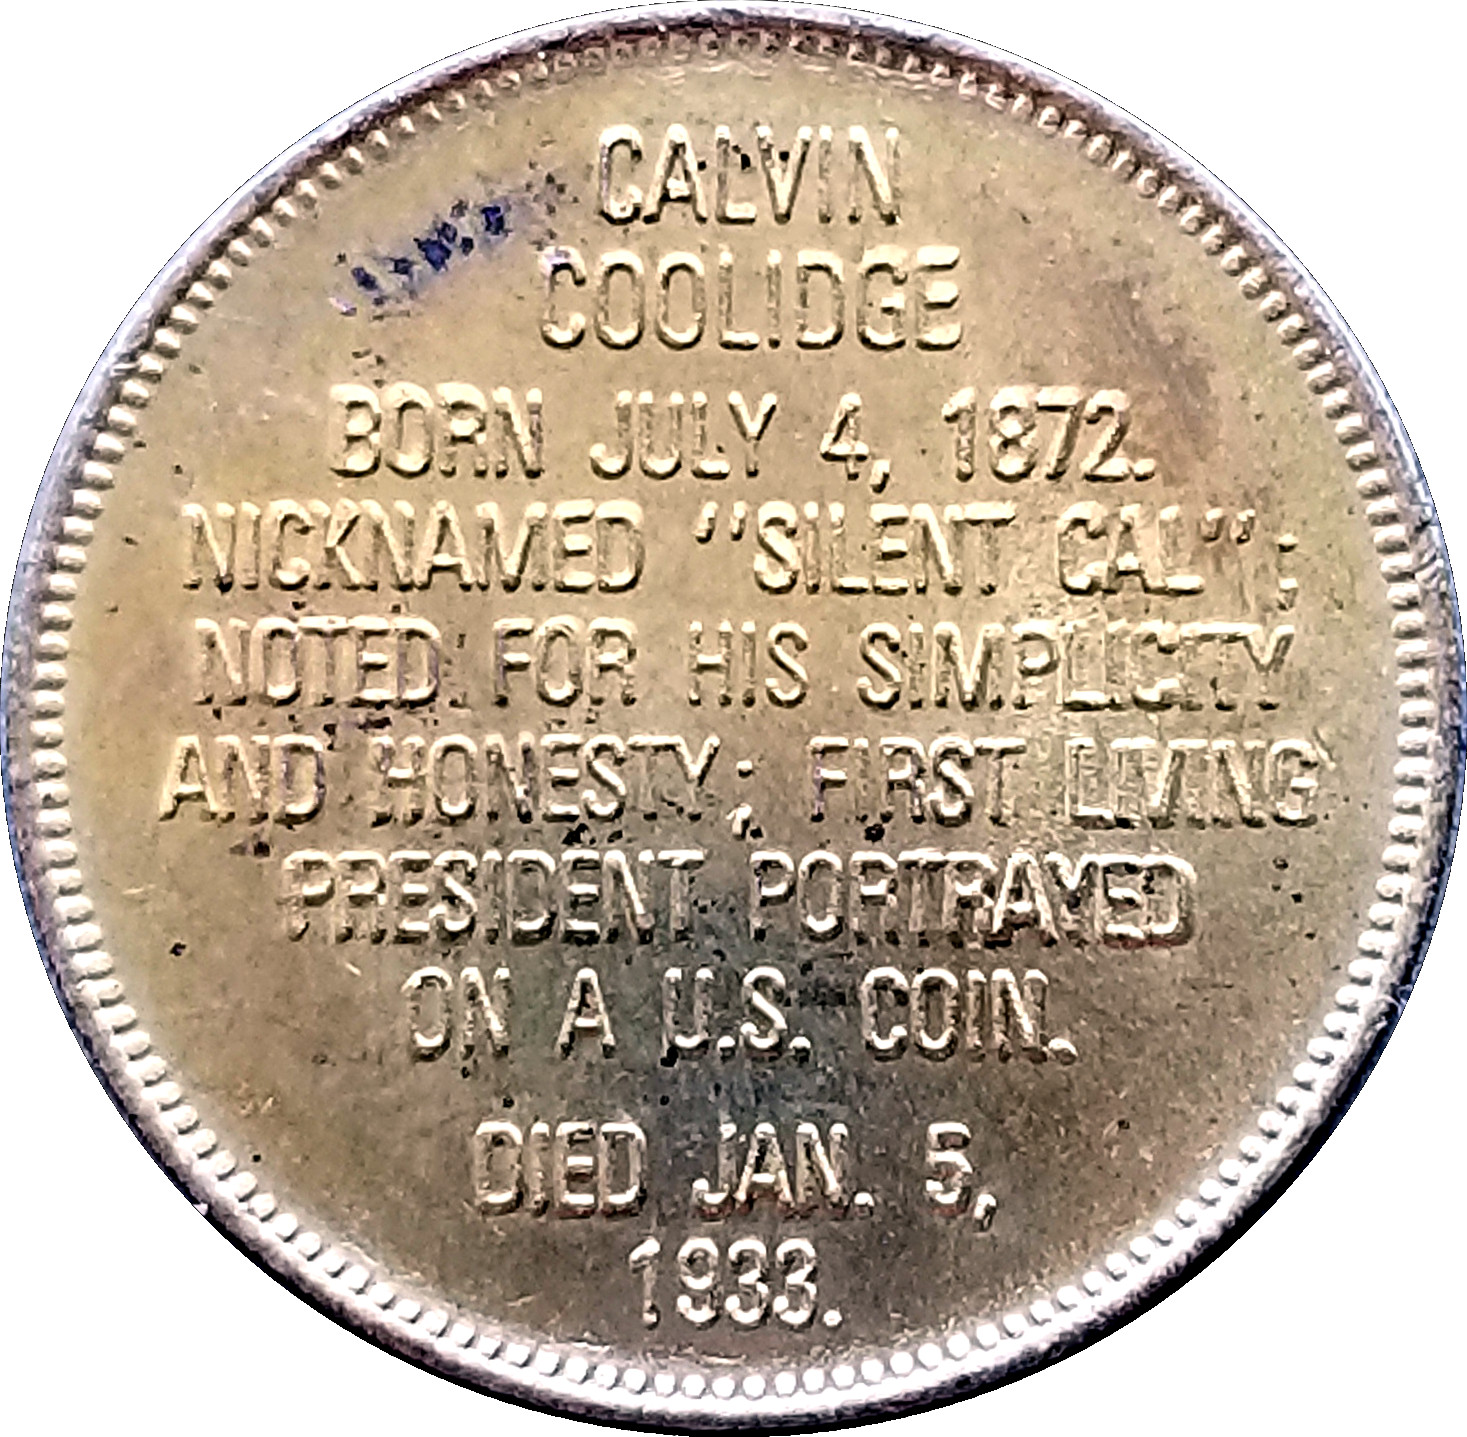 CALVIN
COOLIDGE
BORN JULY 4, 1872.
NICKNAMED "SILENT CAL";
NOTED FOR HIS SIMPLICITY
AND HONESTY; FIRST LIVING
PRESIDENT PORTRAYED
ON A U.S. COIN.
DIED JAN. 5,
1933.